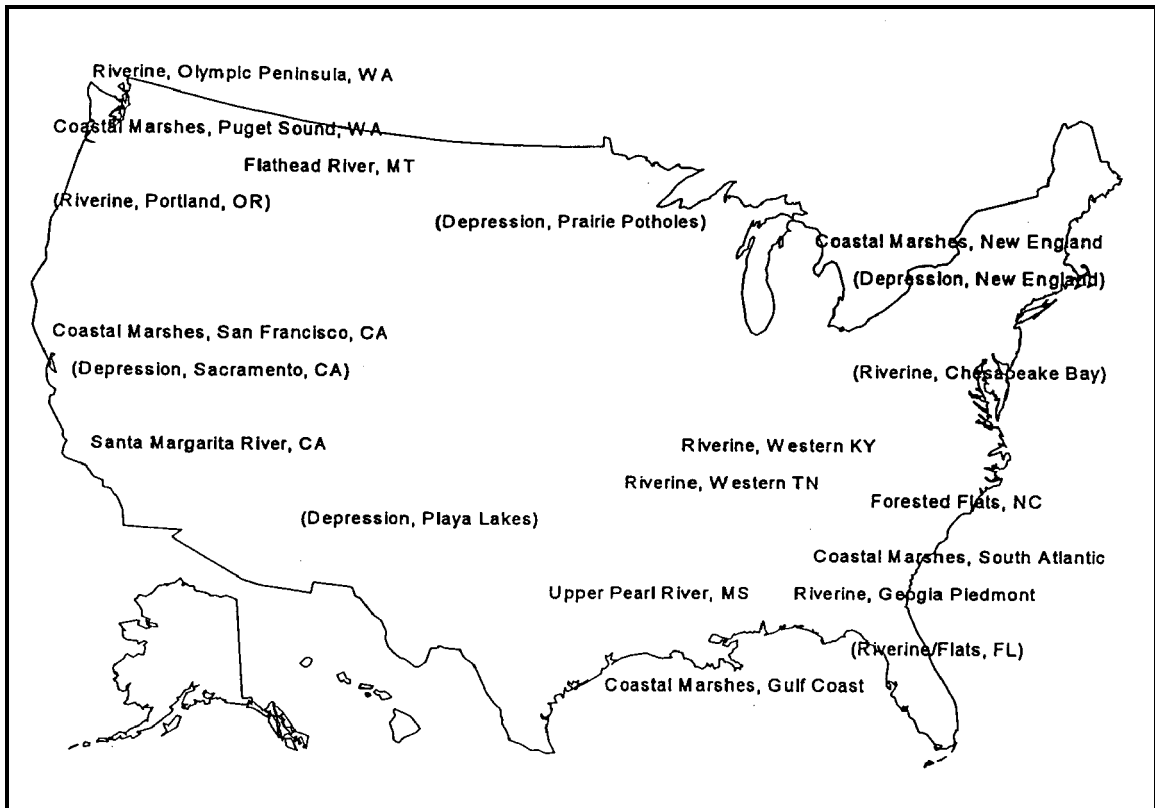 Riverine, Olympic Peninsula, WA
Coastal Marshes, Puget Sound, WA
Flathead River, MT
(Riverine, Portland, OR)
(Depression, Prairie Potholes)
Coastal Marshes, New England
(Depression, New England)
Coastal Marshes, San Francisco, CA
(Depression, Sacramento, CA)
(Riverine, Chesapeake Bay)
Santa Margarita River, CA
Riverine, Western KY
Riverine, Western TN
Forested Flats, NC
(Depression, Playa Lakes)
Coastal Marshes, South Atlantic
Upper Pearl River, MS
Riverine, Georgia Piedmont
(Riverine/Flats, FL)
Coastal Marshes, Gulf Coast